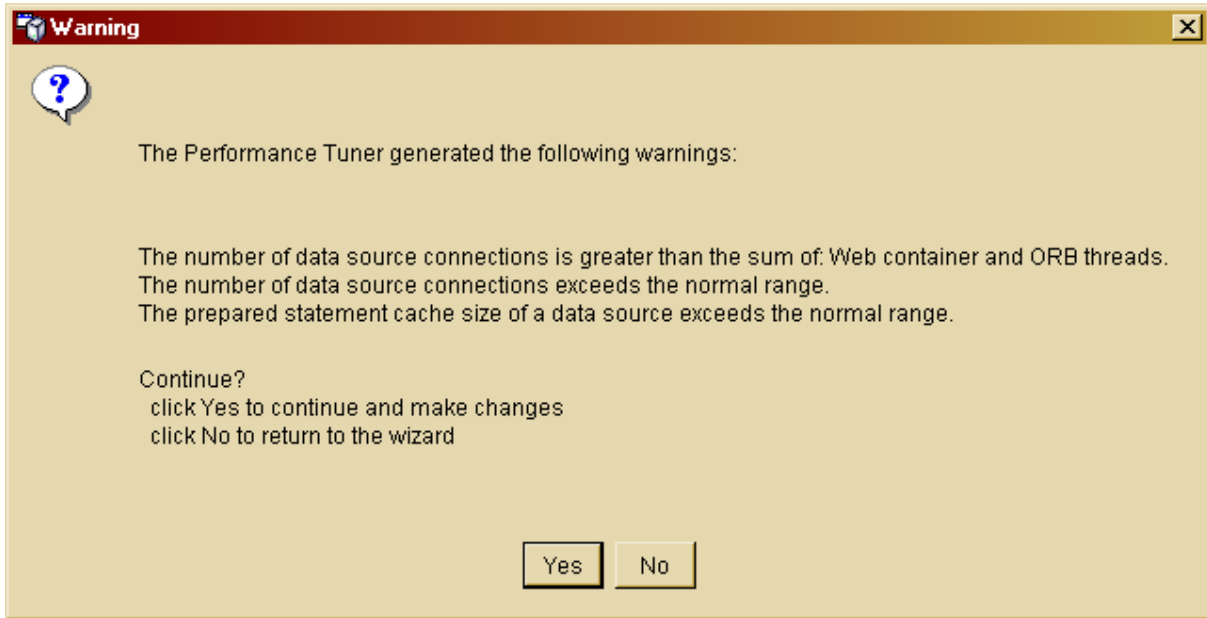 Warning
The Performance Tuner generated the following warnings:
The number of data source connections is greater than the sum of: Web container and ORB threads.
The number of data source connections exceeds the normal range.
The prepared statement cache size of a data source exceeds the normal range.
Continue?
click Yes to continue and make changes
click No to return to the wizard
Yes No